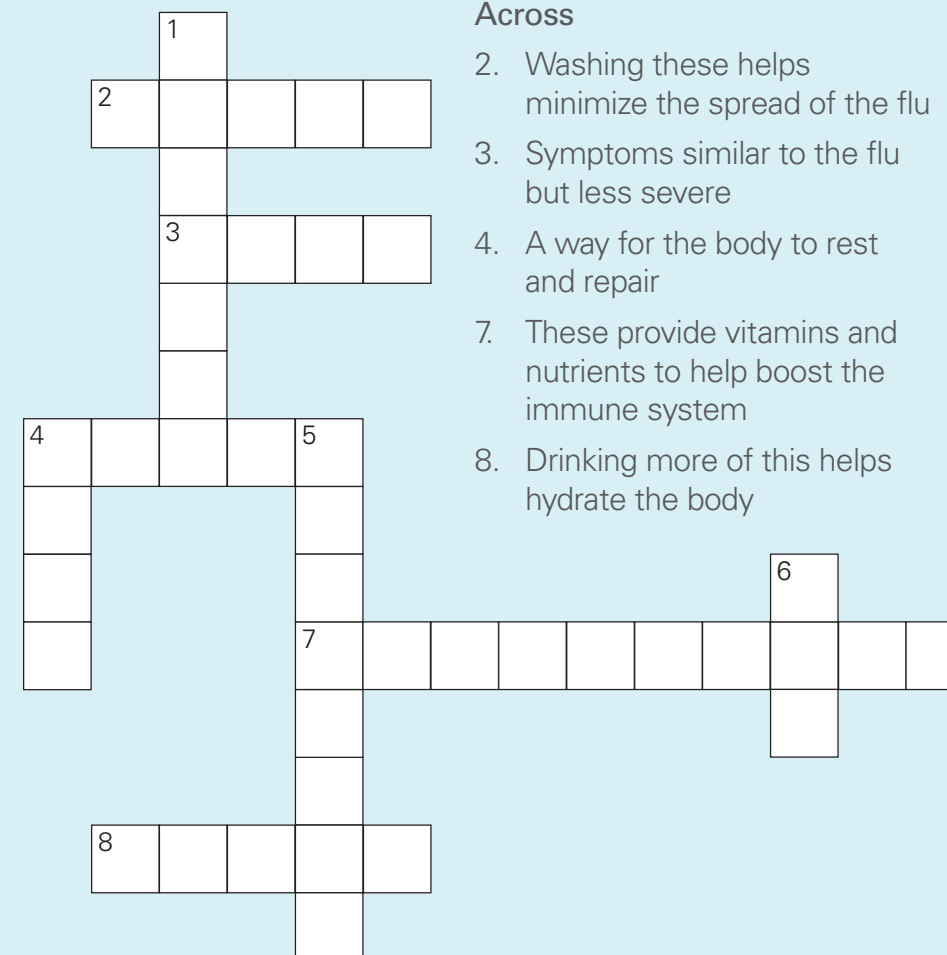 Across
2. Washing these helps
minimize the spread of the flu
3. Symptoms similar to the flu
but less severe
4. A way for the body to rest
and repair
7. These provide vitamins and
nutrients to help boost the
immune system
8. Drinking more of this helps
hydrate the body
1
2
3
4 5
6
7
8